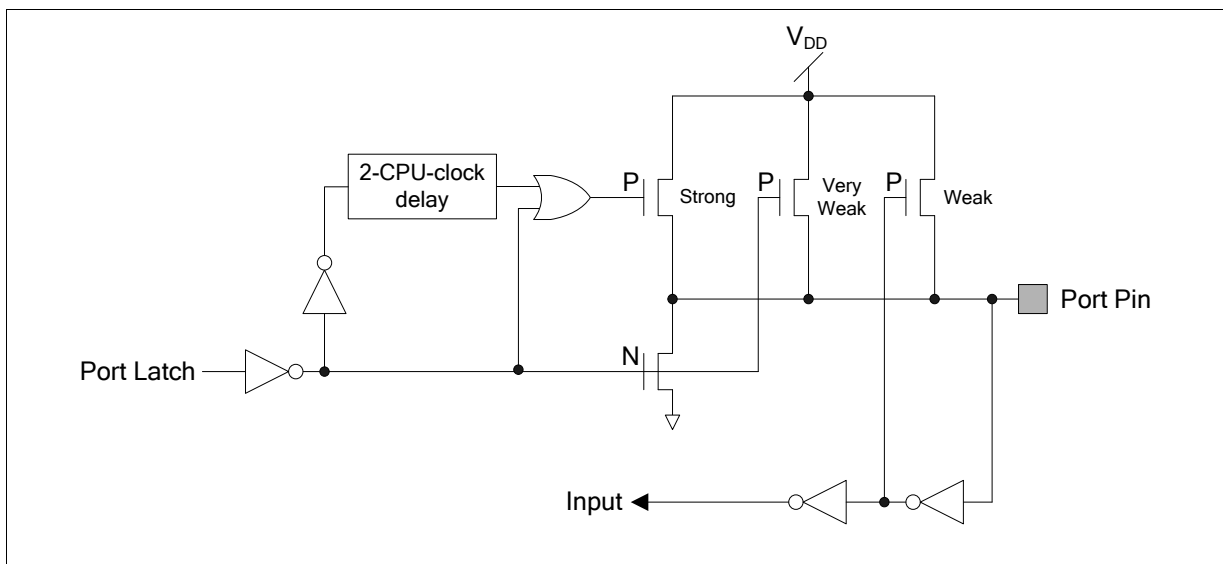 V_DD
2-CPU-clock
delay
P
Strong
P
Very
Weak
P
Weak
Port Pin
Port Latch
N
Input